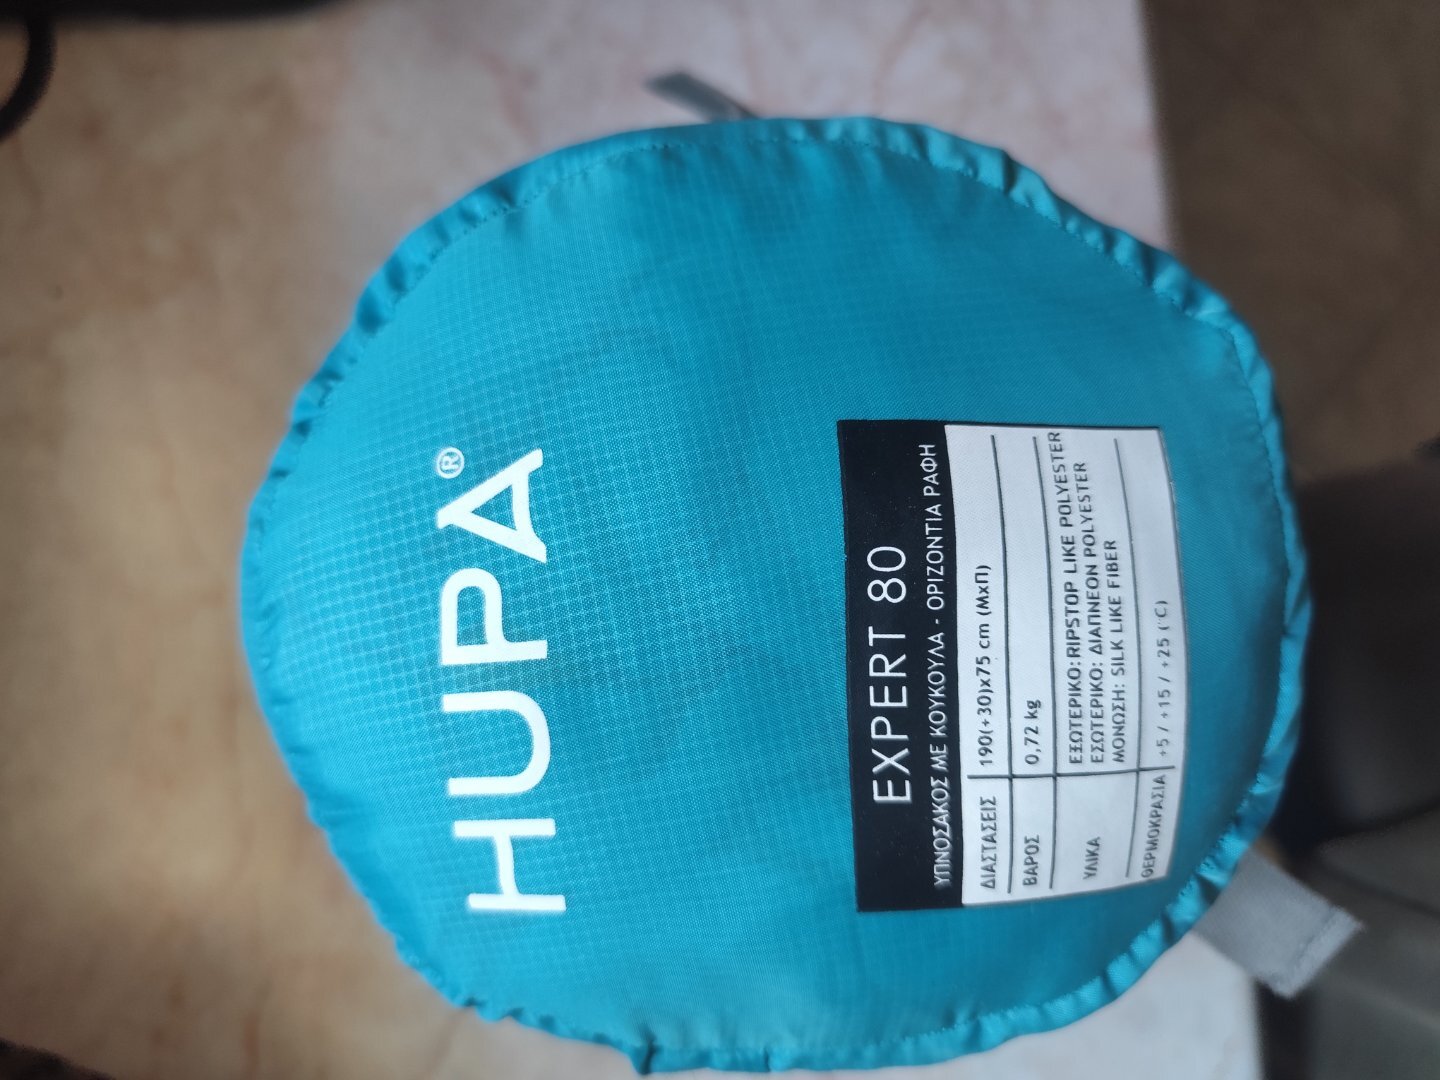 HUPA®
EXPERT 80
ΥΠΝΟΣΑΚΟΣ ΜΕ ΚΟΥΚΟΥΛΑ - ΟΡΙΖΟΝΤΙΑ ΡΑΦΗ
ΔΙΑΣΤΑΣΕΙΣ 190(+30)x75 cm (ΜxΠ)
ΒΑΡΟΣ 0,72 kg
ΥΛΙΚΑ ΕΞΩΤΕΡΙΚΟ: RIPSTOP LIKE POLYESTER
ΕΣΩΤΕΡΙΚΟ: ΔΙΑΠΝΕΟΝ POLYESTER
ΜΟΝΩΣΗ: SILK LIKE FIBER
ΘΕΡΜΟΚΡΑΣΙΑ +5 / +15 / +25 (°C)